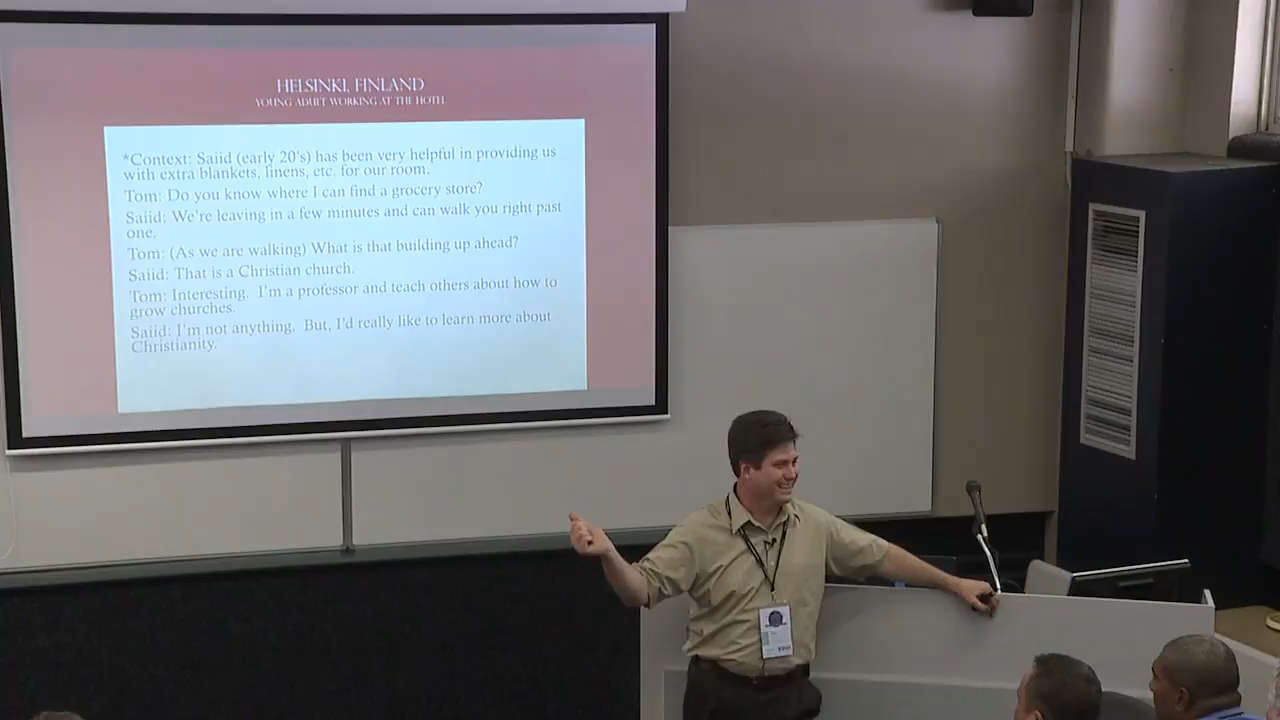 HELSINKI, FINLAND
YOUNG ADULT WORKING AT THE HOTEL
*Context: Saiid (early 20's) has been very helpful in providing us
with extra blankets, linens, etc. for our room.
Tom: Do you know where I can find a grocery store?
Saiid: We're leaving in a few minutes and can walk you right past
one.
Tom: (As we are walking) What is that building up ahead?
Saiid: That is a Christian church.
Tom: Interesting. I'm a professor and teach others about how to
grow churches.
Saiid: I'm not anything. But, I'd really like to learn more about
Christianity.